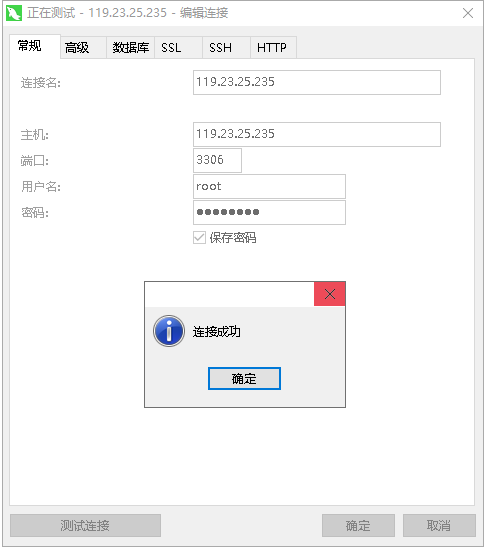 正在测试 - 119.23.25.235 - 编辑连接
常规 高级 数据库 SSL SSH HTTP
连接名: 119.23.25.235
主机: 119.23.25.235
端口: 3306
用户名: root
密码: ●●●●●●●●
保存密码
连接成功
确定
测试连接 确定 取消